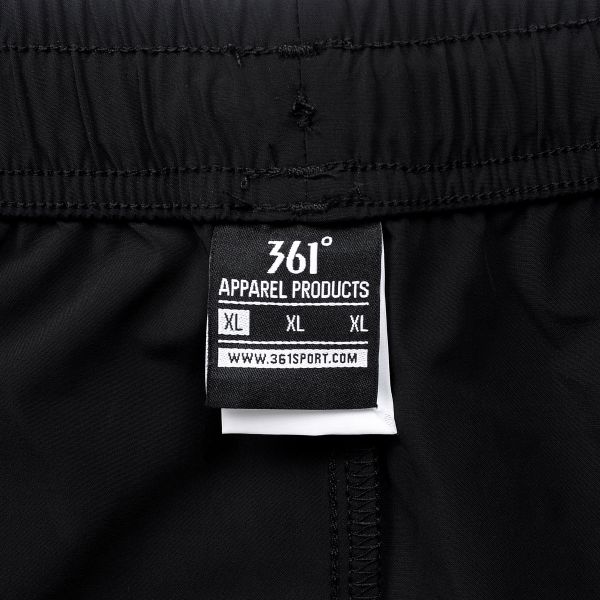 361°
APPAREL PRODUCTS
XL XL XL
WWW.361SPORT.COM